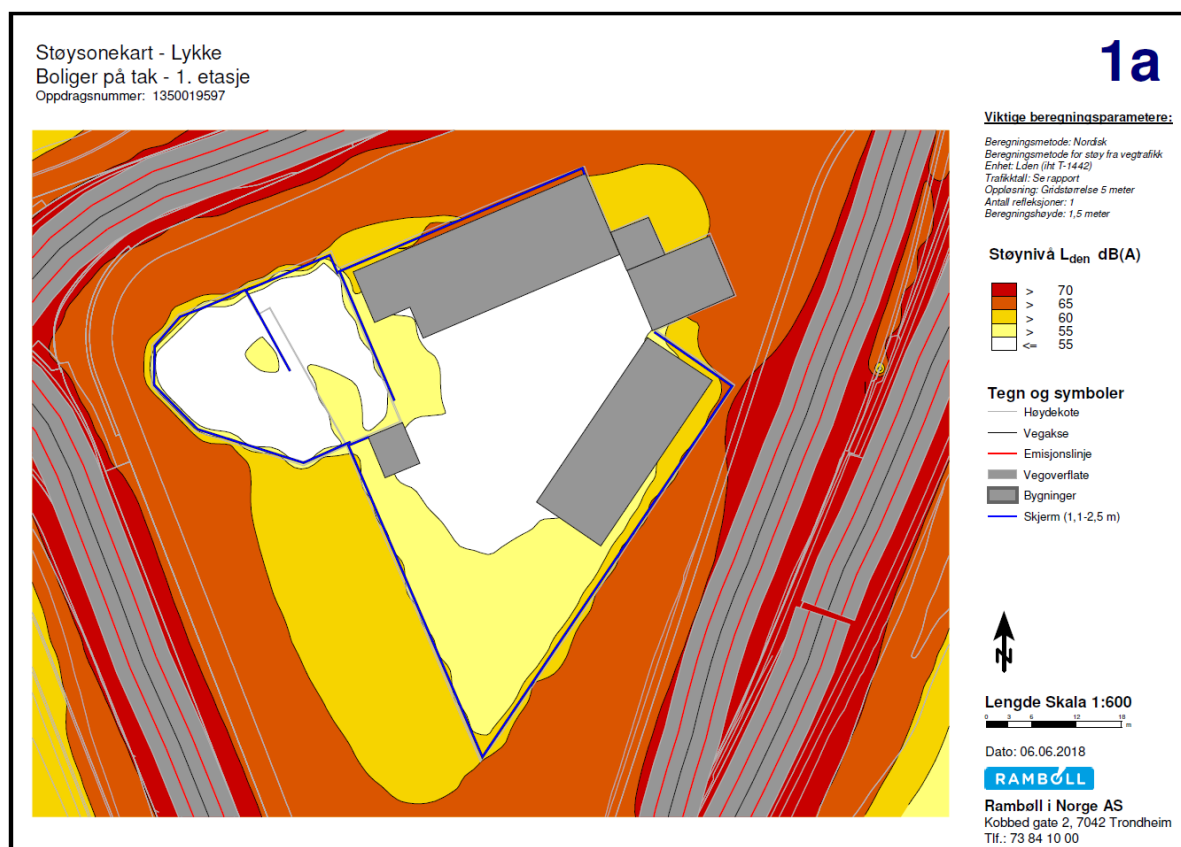 Støysonekart - Lykke
Boliger på tak - 1. etasje
Oppdragsnummer: 1350019597
1a
Viktige beregningsparametere:
Beregningsmetode: Nordisk
Beregningsmetode for støy fra vegtrafikk
Enhet: Lden (iht T-1442)
Trafikktall: Se rapport
Oppløsning: Gridstørrelse 5 meter
Antall refleksjoner: 1
Beregningshøyde: 1,5 meter
Støynivå Lden dB(A)
> 70
> 65
> 60
> 55
<= 55
Tegn og symboler
Høydekote
Vegakse
Emisjonslinje
Vegoverflate
Bygninger
Skjerm (1,1-2,5 m)
N
Lengde Skala 1:600
0 3 6 12 18
m
Dato: 06.06.2018
RAMBOLL
Rambøll i Norge AS
Kobbed gate 2, 7042 Trondheim
Tlf.: 73 84 10 00